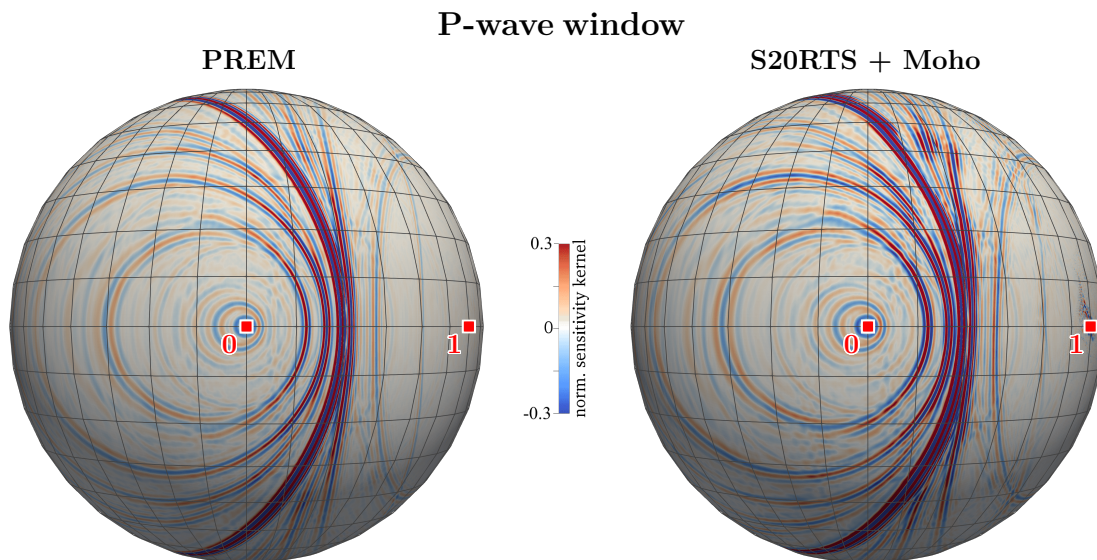 P-wave window
PREM
S20RTS + Moho
0.3
0
-0.3
norm. sensitivity kernel
0
1
0
1